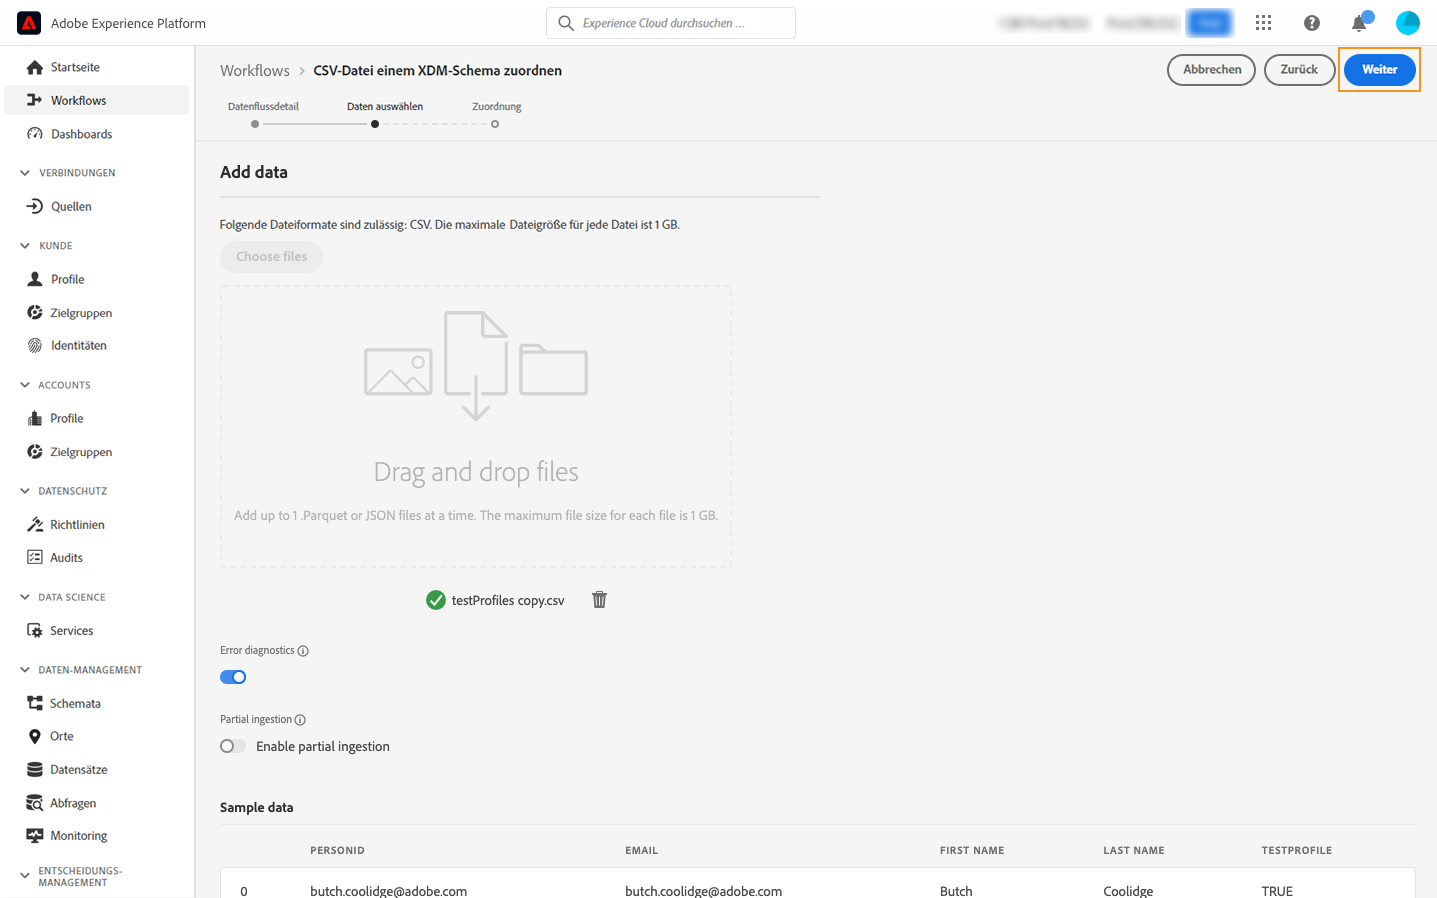 Adobe Experience Platform
Experience Cloud durchsuchen ...
Startseite
Workflows
Dashboards
VERBINDUNGEN
Quellen
KUNDE
Profile
Zielgruppen
Identitäten
ACCOUNTS
Profile
Zielgruppen
DATENSCHUTZ
Richtlinien
Audits
DATA SCIENCE
Services
DATEN-MANAGEMENT
Schemata
Orte
Datensätze
Abfragen
Monitoring
ENTSCHEIDUNGS-
MANAGEMENT
Workflows > CSV-Datei einem XDM-Schema zuordnen
Abbrechen Zurück Weiter
Datenflussdetail Daten auswählen Zuordnung
Add data
Folgende Dateiformate sind zulässig: CSV. Die maximale Dateigröße für jede Datei ist 1 GB.
Choose files
Drag and drop files
Add up to 1 .Parquet or JSON files at a time. The maximum file size for each file is 1 GB.
testProfiles copy.csv
Error diagnostics
Partial ingestion
Enable partial ingestion
Sample data
PERSONID EMAIL FIRST NAME LAST NAME TESTPROFILE
0 butch.coolidge@adobe.com butch.coolidge@adobe.com Butch Coolidge TRUE